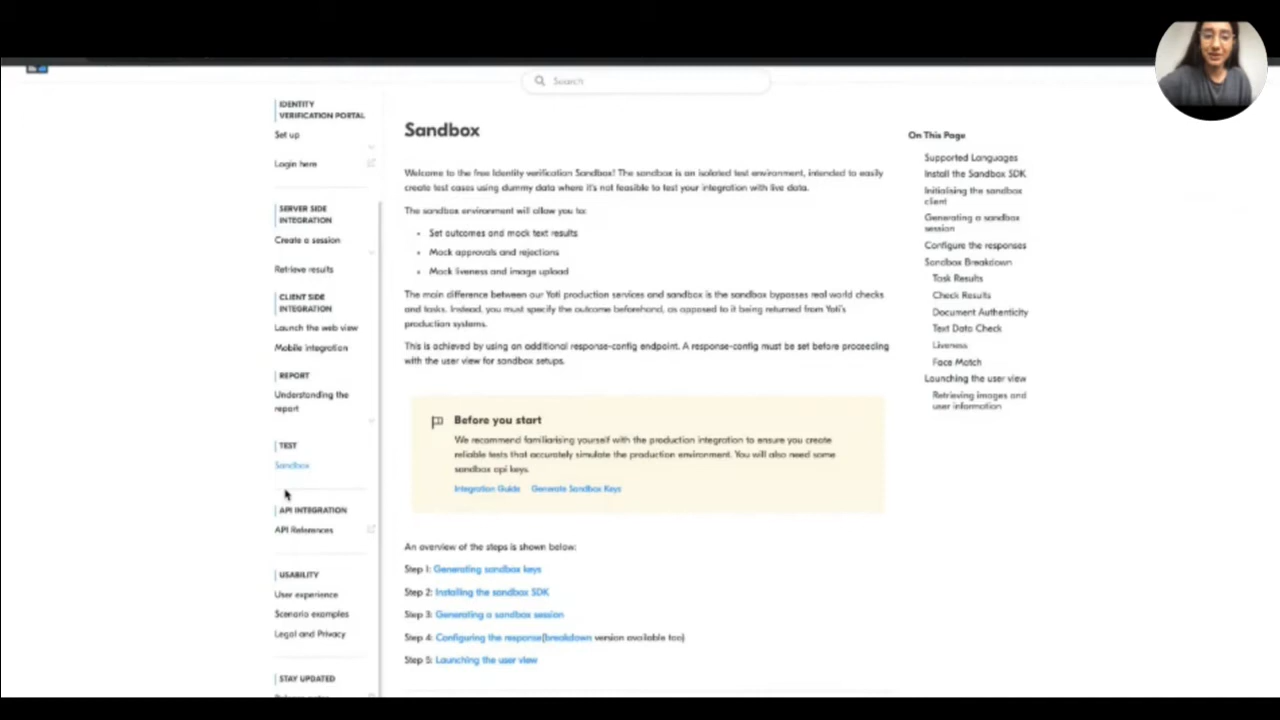 Search
IDENTITY
VERIFICATION PORTAL
Set up
Login here
SERVER SIDE
INTEGRATION
Create a session
Retrieve results
CLIENT SIDE
INTEGRATION
Launch the web view
Mobile integration
REPORT
Understanding the
report
TEST
Sandbox
API INTEGRATION
API References
USABILITY
User experience
Scenario examples
Legal and Privacy
STAY UPDATED
Sandbox
Welcome to the free Identity verification Sandbox! The sandbox is an isolated test environment, intended to easily
create test cases using dummy data where it's not feasible to test your integration with live data.
The sandbox environment will allow you to:
• Set outcomes and mock text results
• Mock approvals and rejections
• Mock liveness and image upload
The main difference between our Yoti production services and sandbox is the sandbox bypasses real world checks
and tasks. Instead, you must specify the outcome beforehand, as opposed to it being returned from Yoti's
production systems.
This is achieved by using an additional response-config endpoint. A response-config must be set before proceeding
with the user view for sandbox setups.
Before you start
We recommend familiarising yourself with the production integration to ensure you create
reliable tests that accurately simulate the production environment. You will also need some
sandbox api keys.
Integration Guide Generate Sandbox Keys
An overview of the steps is shown below:
Step 1: Generating sandbox keys
Step 2: Installing the sandbox SDK
Step 3: Generating a sandbox session
Step 4: Configuring the response(breakdown version available too)
Step 5: Launching the user view
On This Page
Supported Languages
Install the Sandbox SDK
Initialising the sandbox
client
Generating a sandbox
session
Configure the responses
Sandbox Breakdown
Task Results
Check Results
Document Authenticity
Text Data Check
Liveness
Face Match
Launching the user view
Retrieving images and
user information